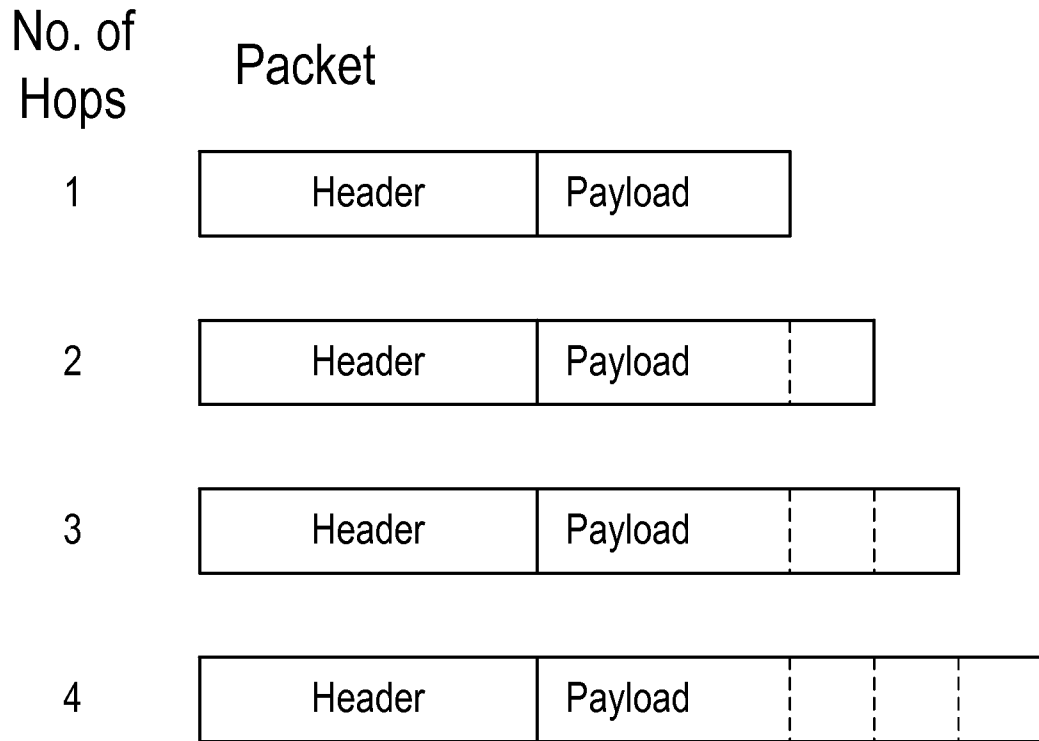 No. of
Hops
Packet
1 Header Payload
2 Header Payload
3 Header Payload
4 Header Payload